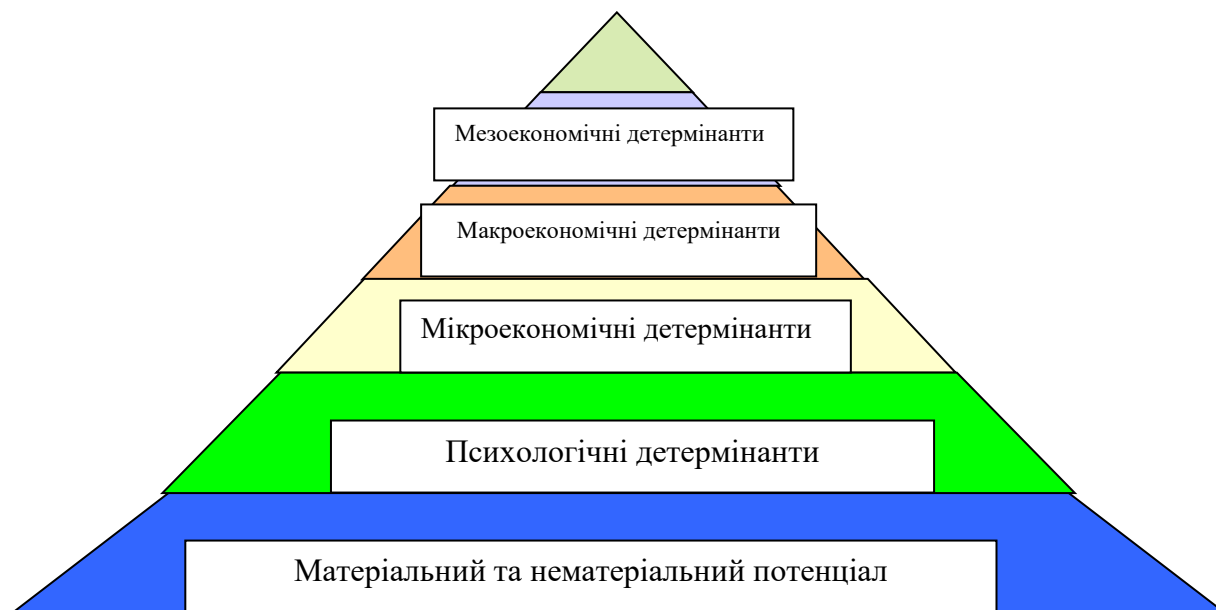 Мезоекономічні детермінанти
Макроекономічні детермінанти
Мікроекономічні детермінанти
Психологічні детермінанти
Матеріальний та нематеріальний потенціал